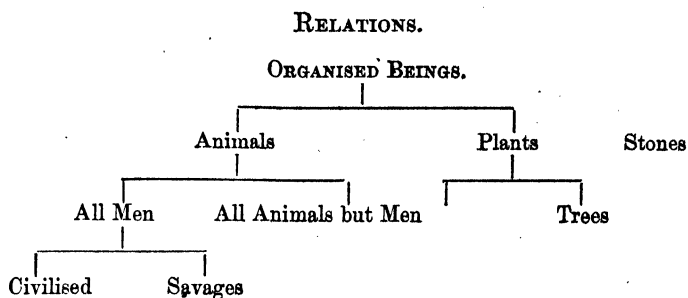 RELATIONS.
ORGANISED BEINGS.
Animals Plants Stones
All Men All Animals but Men Trees
Civilised Savages